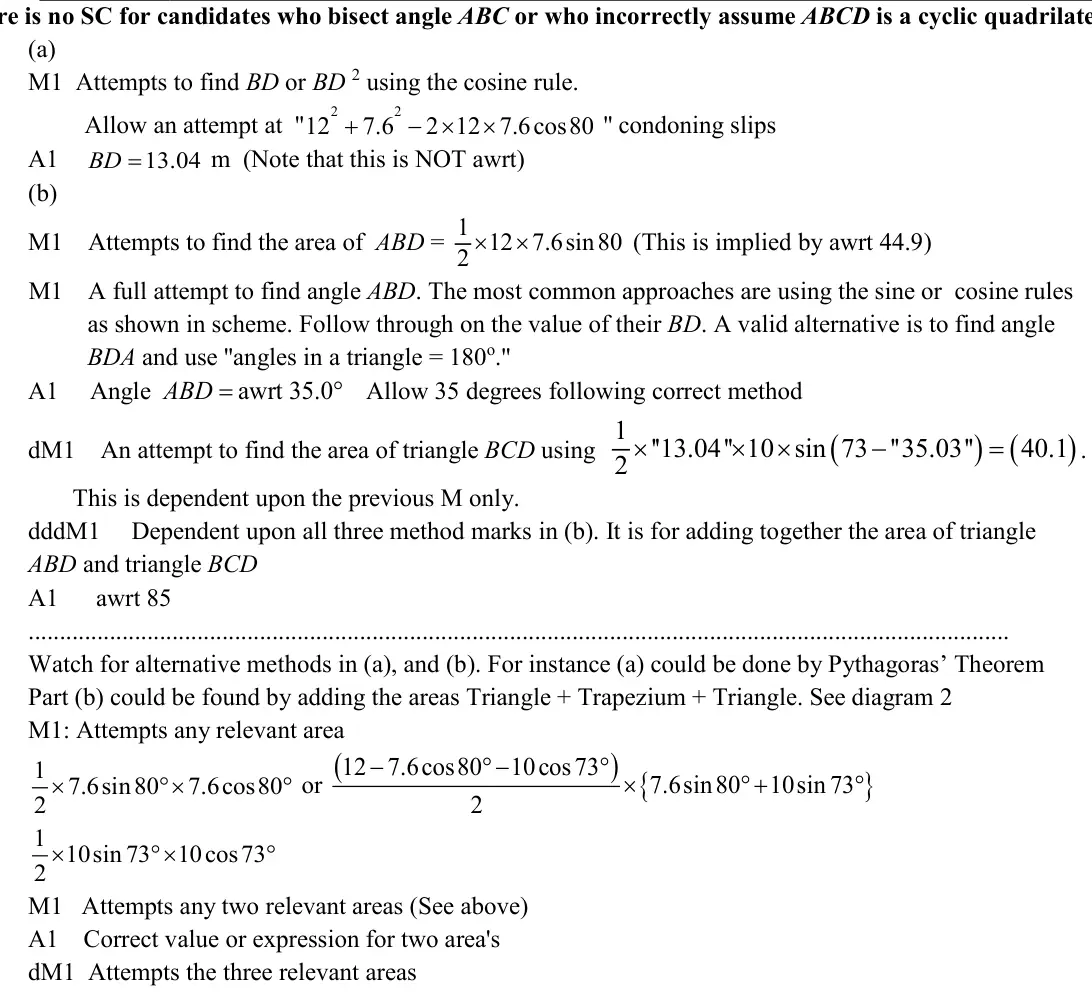 re is no SC for candidates who bisect angle ABC or who incorrectly assume ABCD is a cyclic quadrilate
(a)
M1 Attempts to find BD or BD ² using the cosine rule.
Allow an attempt at "12² + 7.6² − 2×12×7.6cos80 " condoning slips
A1 BD = 13.04 m (Note that this is NOT awrt)
(b)
M1 Attempts to find the area of ABD = 1/2 ×12×7.6sin80 (This is implied by awrt 44.9)
M1 A full attempt to find angle ABD. The most common approaches are using the sine or cosine rules
as shown in scheme. Follow through on the value of their BD. A valid alternative is to find angle
BDA and use "angles in a triangle = 180º."
A1 Angle ABD = awrt 35.0° Allow 35 degrees following correct method
dM1 An attempt to find the area of triangle BCD using 1/2 ×"13.04"×10×sin(73−"35.03") = (40.1).
This is dependent upon the previous M only.
dddM1 Dependent upon all three method marks in (b). It is for adding together the area of triangle
ABD and triangle BCD
A1 awrt 85
................................................................................................................................................
Watch for alternative methods in (a), and (b). For instance (a) could be done by Pythagoras’ Theorem
Part (b) could be found by adding the areas Triangle + Trapezium + Triangle. See diagram 2
M1: Attempts any relevant area
1/2 ×7.6sin80°×7.6cos80° or (12−7.6cos80°−10cos73°)/2 ×{7.6sin80°+10sin73°}
1/2 ×10sin73°×10cos73°
M1 Attempts any two relevant areas (See above)
A1 Correct value or expression for two area's
dM1 Attempts the three relevant areas